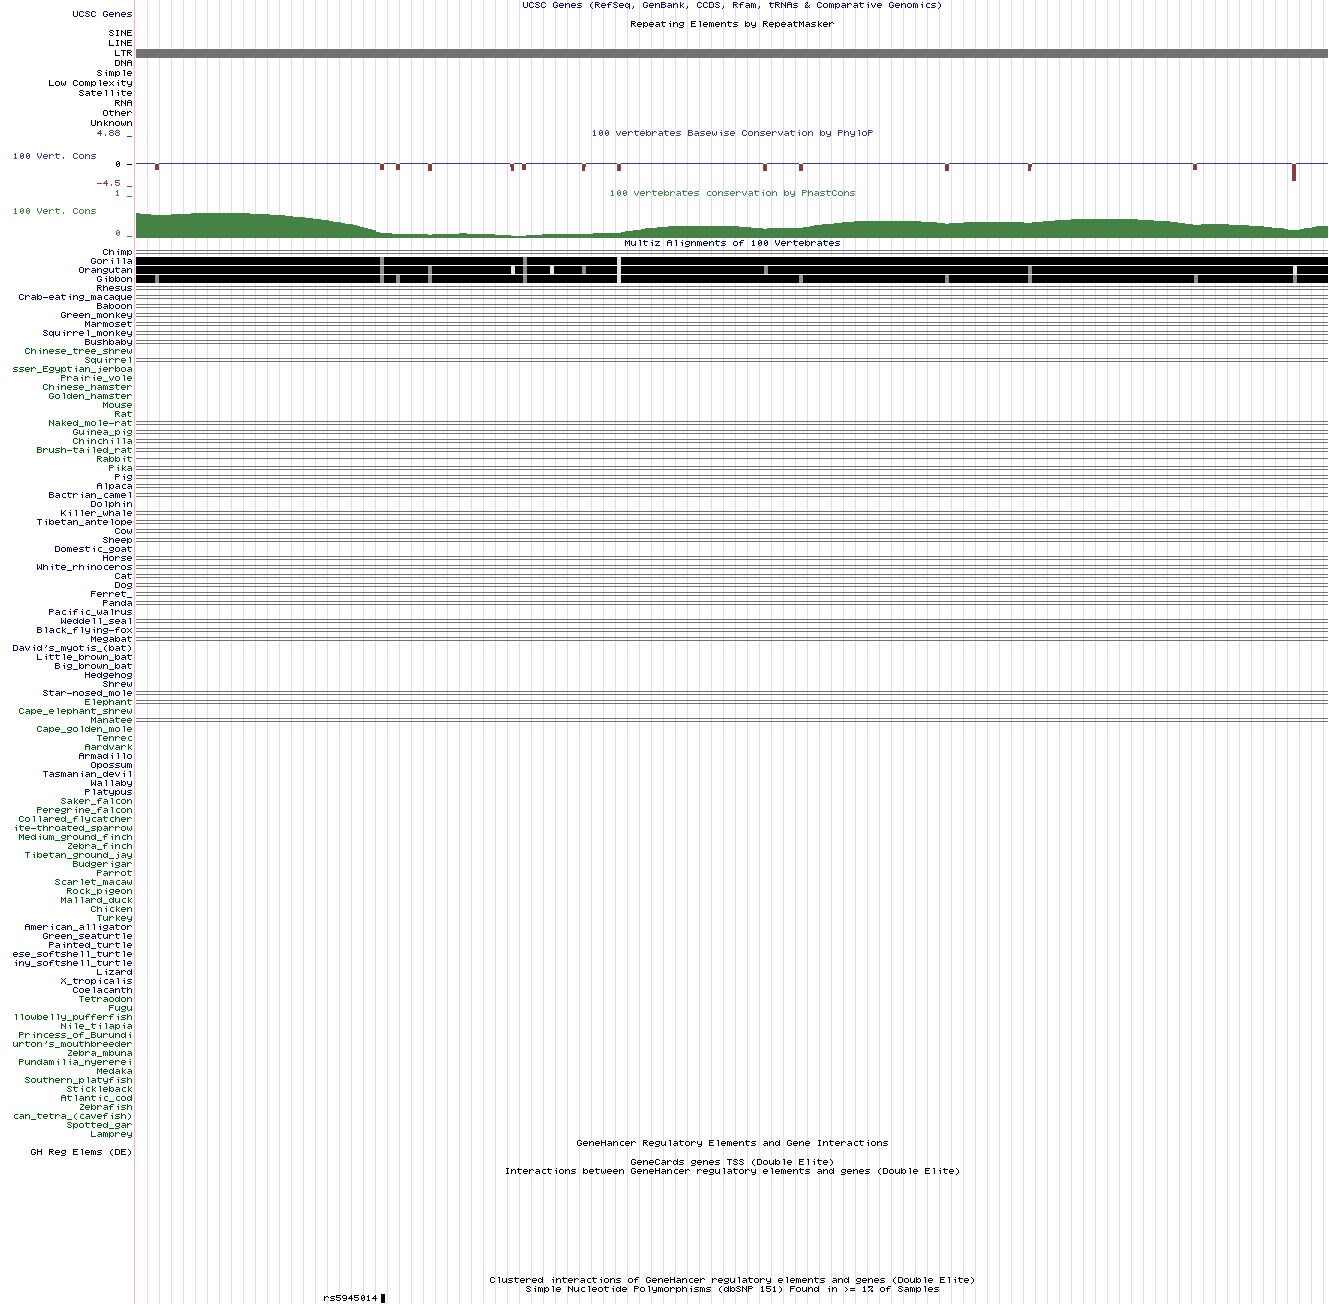 UCSC Genes (RefSeq, GenBank, CCDS, Rfam, tRNAs & Comparative Genomics)
UCSC Genes
Repeating Elements by RepeatMasker
SINE
LINE
LTR
DNA
Simple
Low Complexity
Satellite
RNA
Other
Unknown
4.88 _
100 vertebrates Basewise Conservation by PhyloP
100 Vert. Cons
0 -
-4.5 _
1 _
100 vertebrates conservation by PhastCons
100 Vert. Cons
0 _
Multiz Alignments of 100 Vertebrates
Chimp
Gorilla
Orangutan
Gibbon
Rhesus
Crab-eating_macaque
Baboon
Green_monkey
Marmoset
Squirrel_monkey
Bushbaby
Chinese_tree_shrew
Squirrel
sser_Egyptian_jerboa
Prairie_vole
Chinese_hamster
Golden_hamster
Mouse
Rat
Naked_mole-rat
Guinea_pig
Chinchilla
Brush-tailed_rat
Rabbit
Pika
Pig
Alpaca
Bactrian_camel
Dolphin
Killer_whale
Tibetan_antelope
Cow
Sheep
Domestic_goat
Horse
White_rhinoceros
Cat
Dog
Ferret_
Panda
Pacific_walrus
Weddell_seal
Black_flying-fox
Megabat
David's_myotis_(bat)
Little_brown_bat
Big_brown_bat
Hedgehog
Shrew
Star-nosed_mole
Elephant
Cape_elephant_shrew
Manatee
Cape_golden_mole
Tenrec
Aardvark
Armadillo
Opossum
Tasmanian_devil
Wallaby
Platypus
Saker_falcon
Peregrine_falcon
Collared_flycatcher
ite-throated_sparrow
Medium_ground_finch
Zebra_finch
Tibetan_ground_jay
Budgerigar
Parrot
Scarlet_macaw
Rock_pigeon
Mallard_duck
Chicken
Turkey
American_alligator
Green_seaturtle
Painted_turtle
ese_softshell_turtle
iny_softshell_turtle
Lizard
X_tropicalis
Coelacanth
Tetraodon
Fugu
llowbelly_pufferfish
Nile_tilapia
Princess_of_Burundi
urton's_mouthbreeder
Zebra_mbuna
Pundamilia_nyererei
Medaka
Southern_platyfish
Stickleback
Atlantic_cod
Zebrafish
can_tetra_(cavefish)
Spotted_gar
Lamprey
GeneHancer Regulatory Elements and Gene Interactions
GH Reg Elems (DE)
GeneCards genes TSS (Double Elite)
Interactions between GeneHancer regulatory elements and genes (Double Elite)
Clustered interactions of GeneHancer regulatory elements and genes (Double Elite)
Simple Nucleotide Polymorphisms (dbSNP 151) Found in >= 1% of Samples
rs5945014